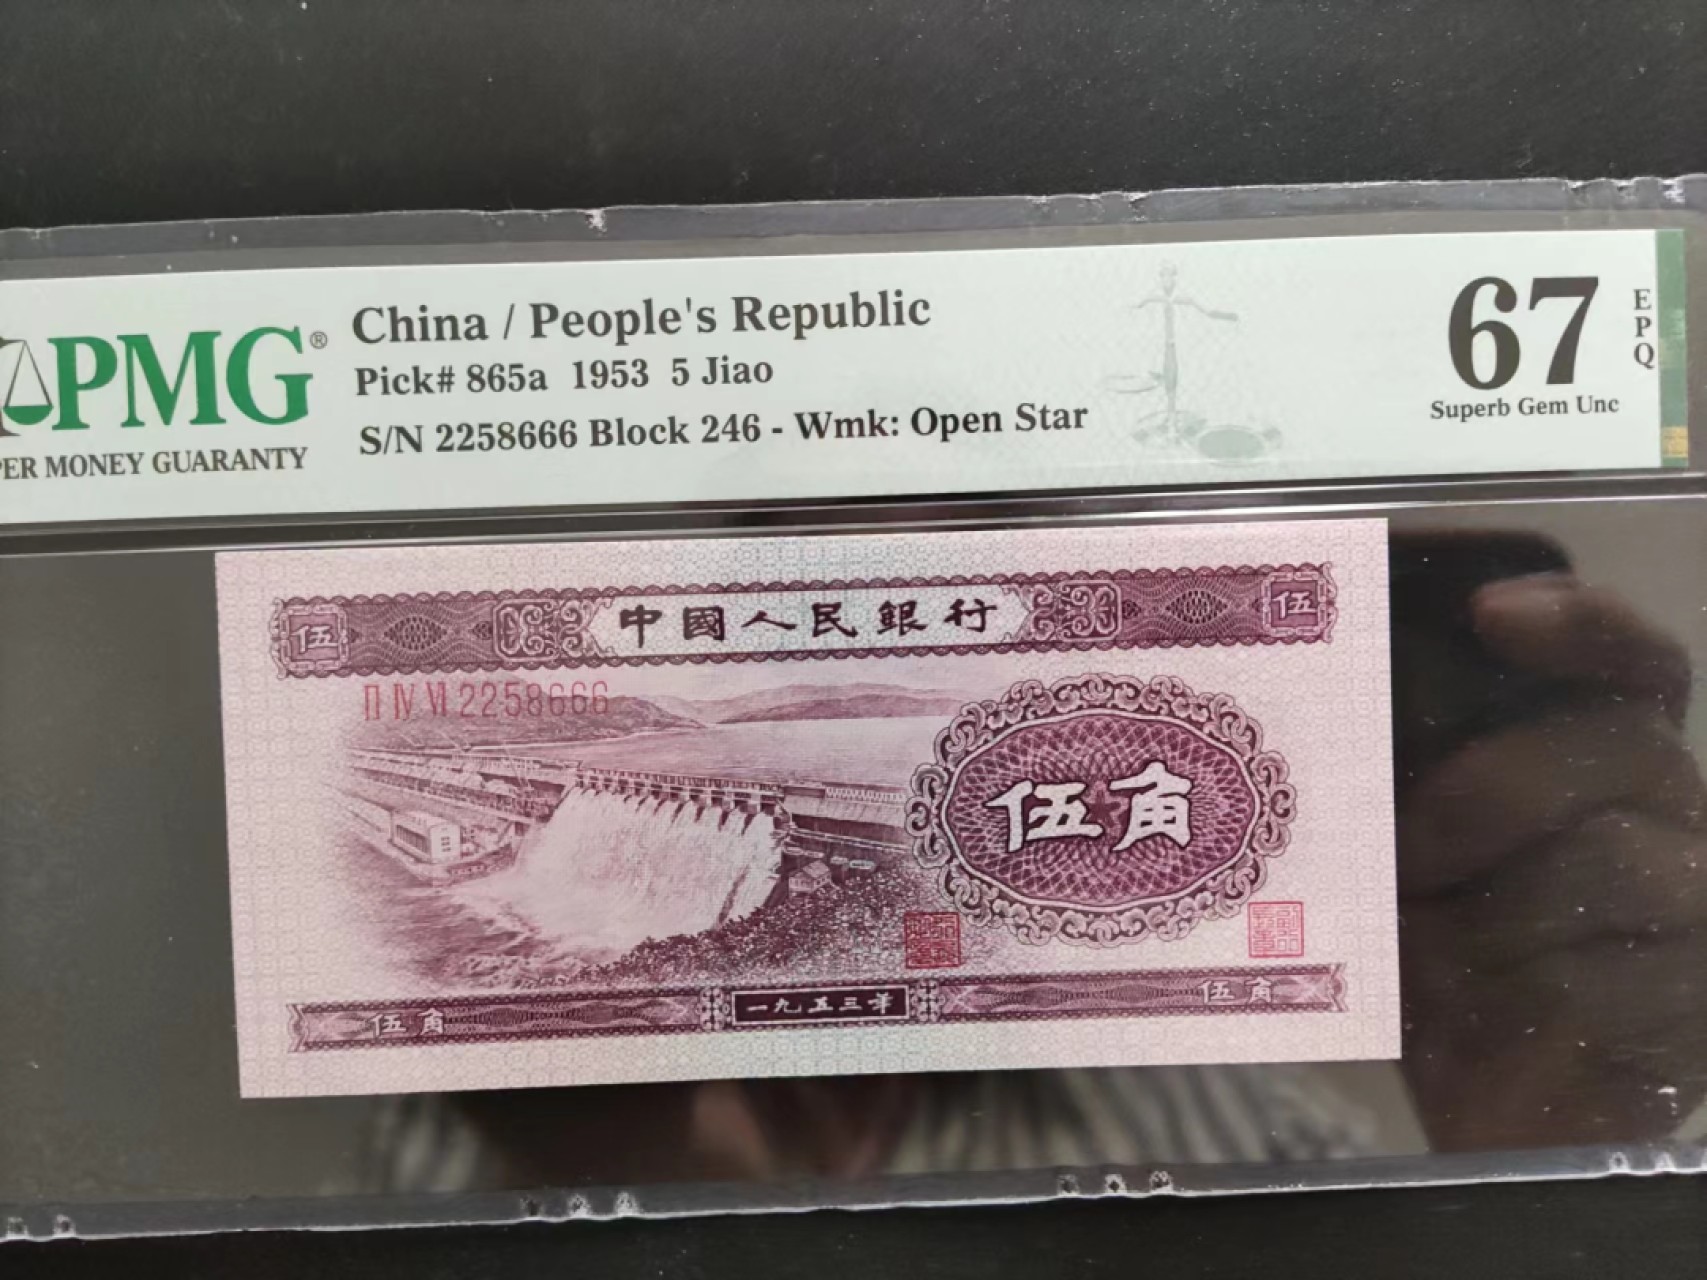 PMG®
PER MONEY GUARANTY
China / People's Republic
Pick# 865a 1953 5 Jiao
S/N 2258666 Block 246 - Wmk: Open Star
67
EPQ
Superb Gem Unc
伍 中國人民銀行 伍
II IV VI 2258666
伍角
一九五三年
伍角 伍角